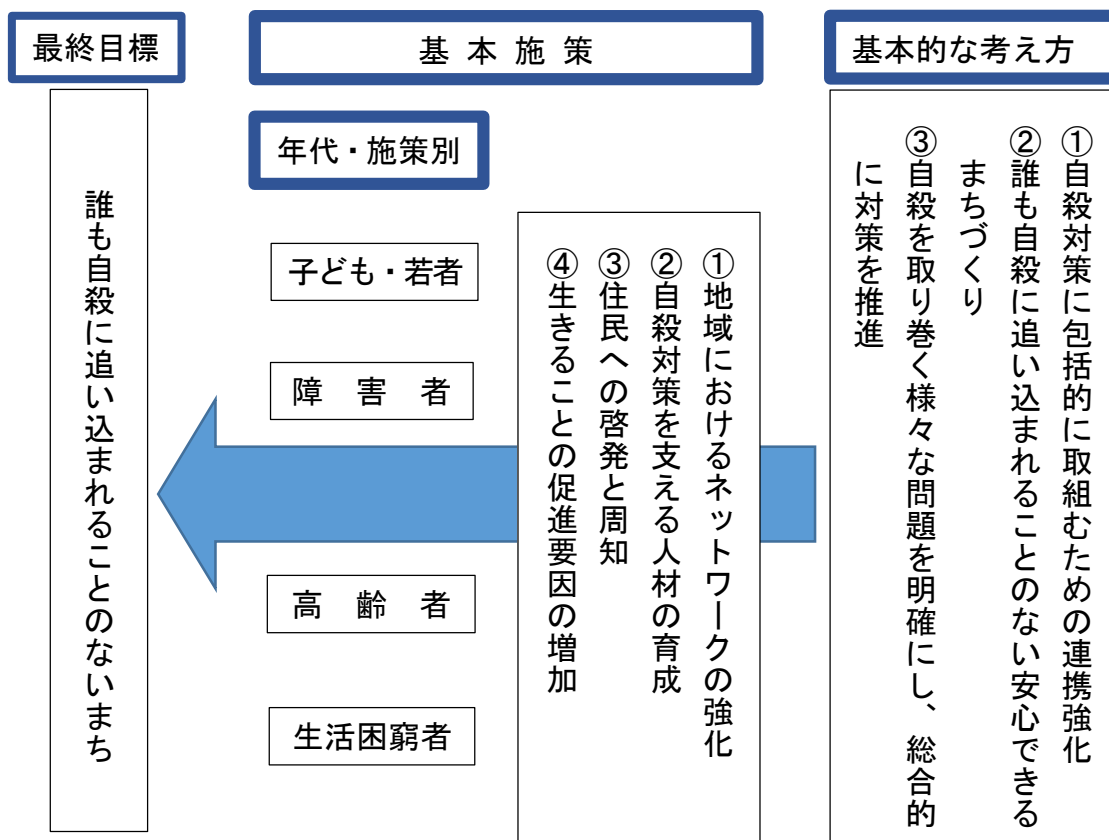 基本的な考え方
①自殺対策に包括的に取組むための連携強化
②誰も自殺に追い込まれることのない安心できる
まちづくり
③自殺を取り巻く様々な問題を明確にし、総合的
に対策を推進
基本施策
①地域におけるネットワークの強化
②自殺対策を支える人材の育成
③住民への啓発と周知
④生きることの促進要因の増加
年代・施策別
子ども・若者
障害者
高齢者
生活困窮者
最終目標
誰も自殺に追い込まれることのないまち